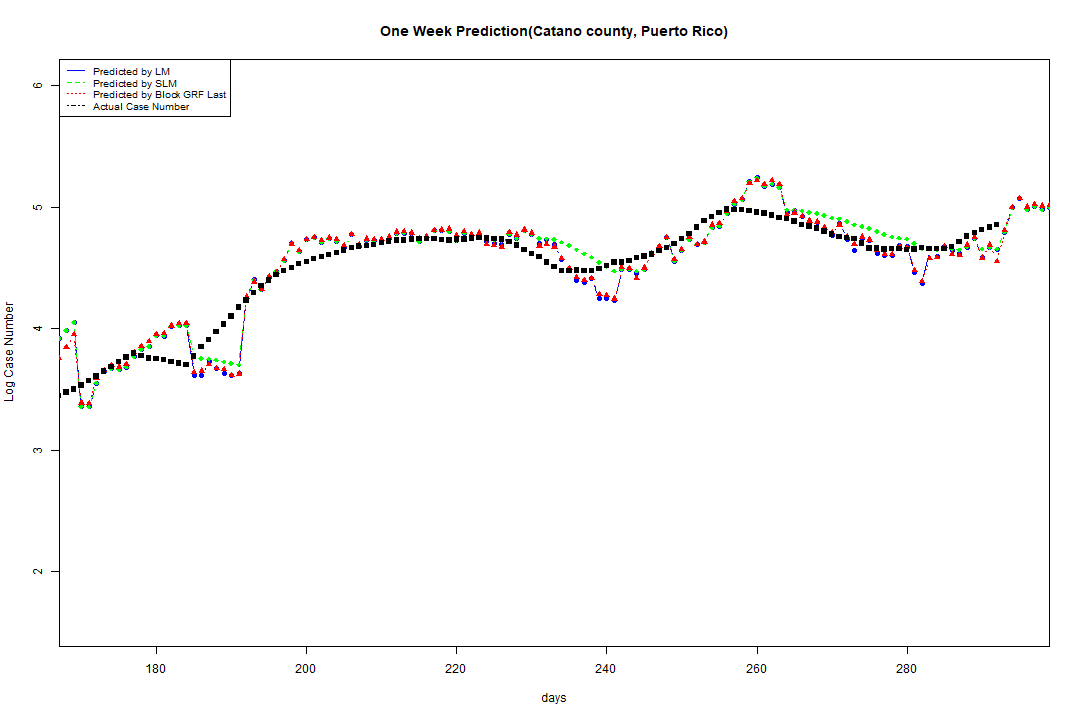 One Week Prediction(Catano county, Puerto Rico)
Predicted by LM
Predicted by SLM
Predicted by Block GRF Last
Actual Case Number
6
5
4
3
2
Log Case Number
180 200 220 240 260 280
days